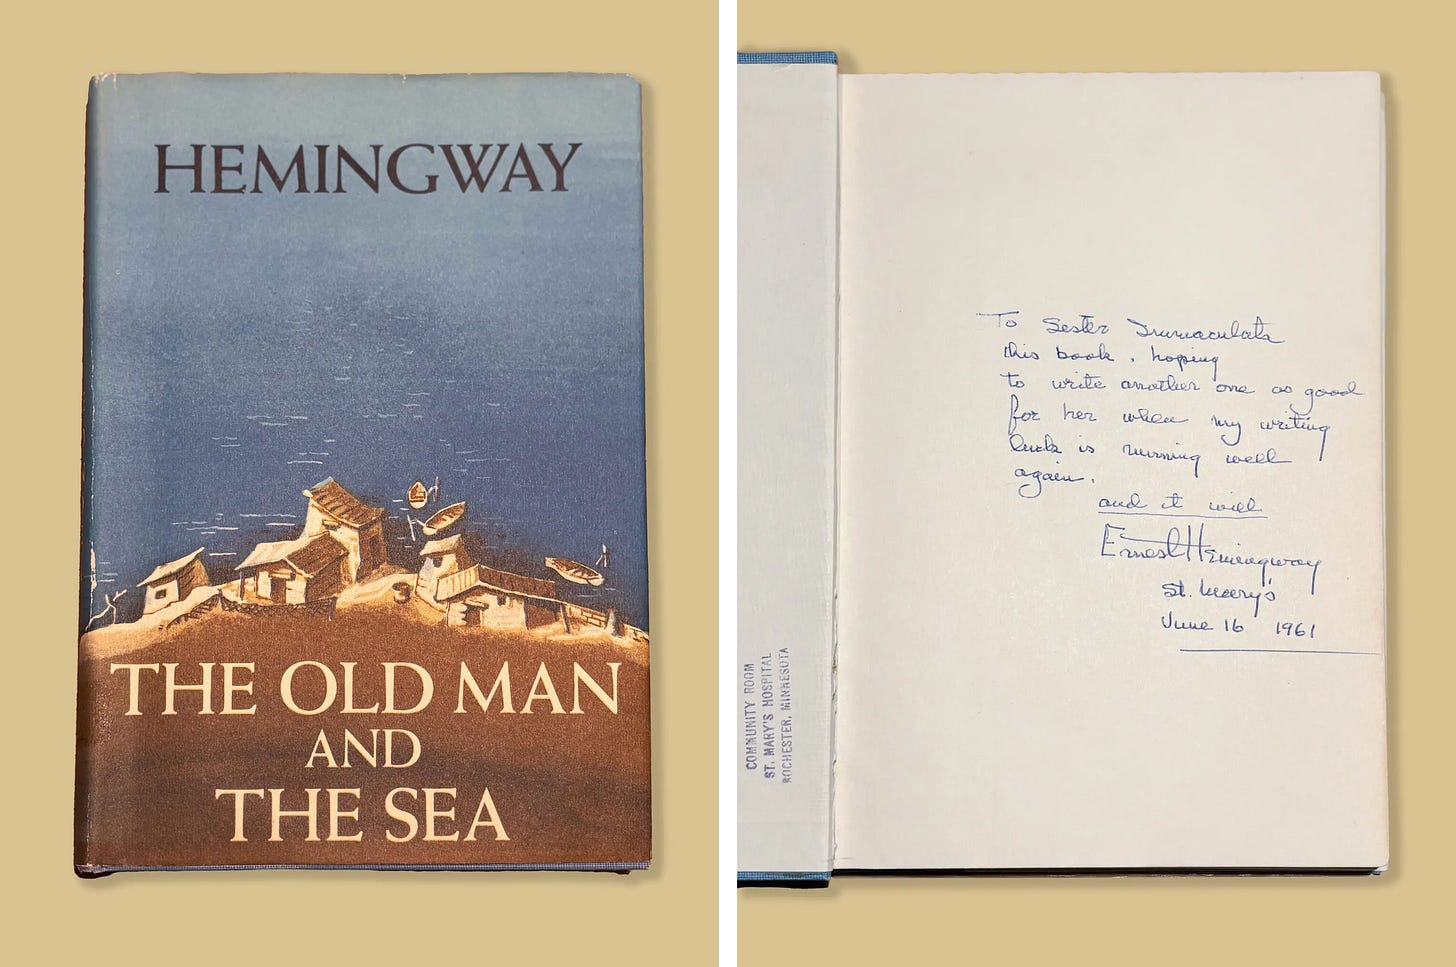 HEMINGWAY
THE OLD MAN
AND
THE SEA
To Sister Immaculata
this book, hoping
to write another one as good
for her when my writing
luck is running well
again.
and it will
Ernest Hemingway
St. Mary's
June 16 1961
COMMUNITY ROOM
ST. MARY'S HOSPITAL
ROCHESTER, MINNESOTA